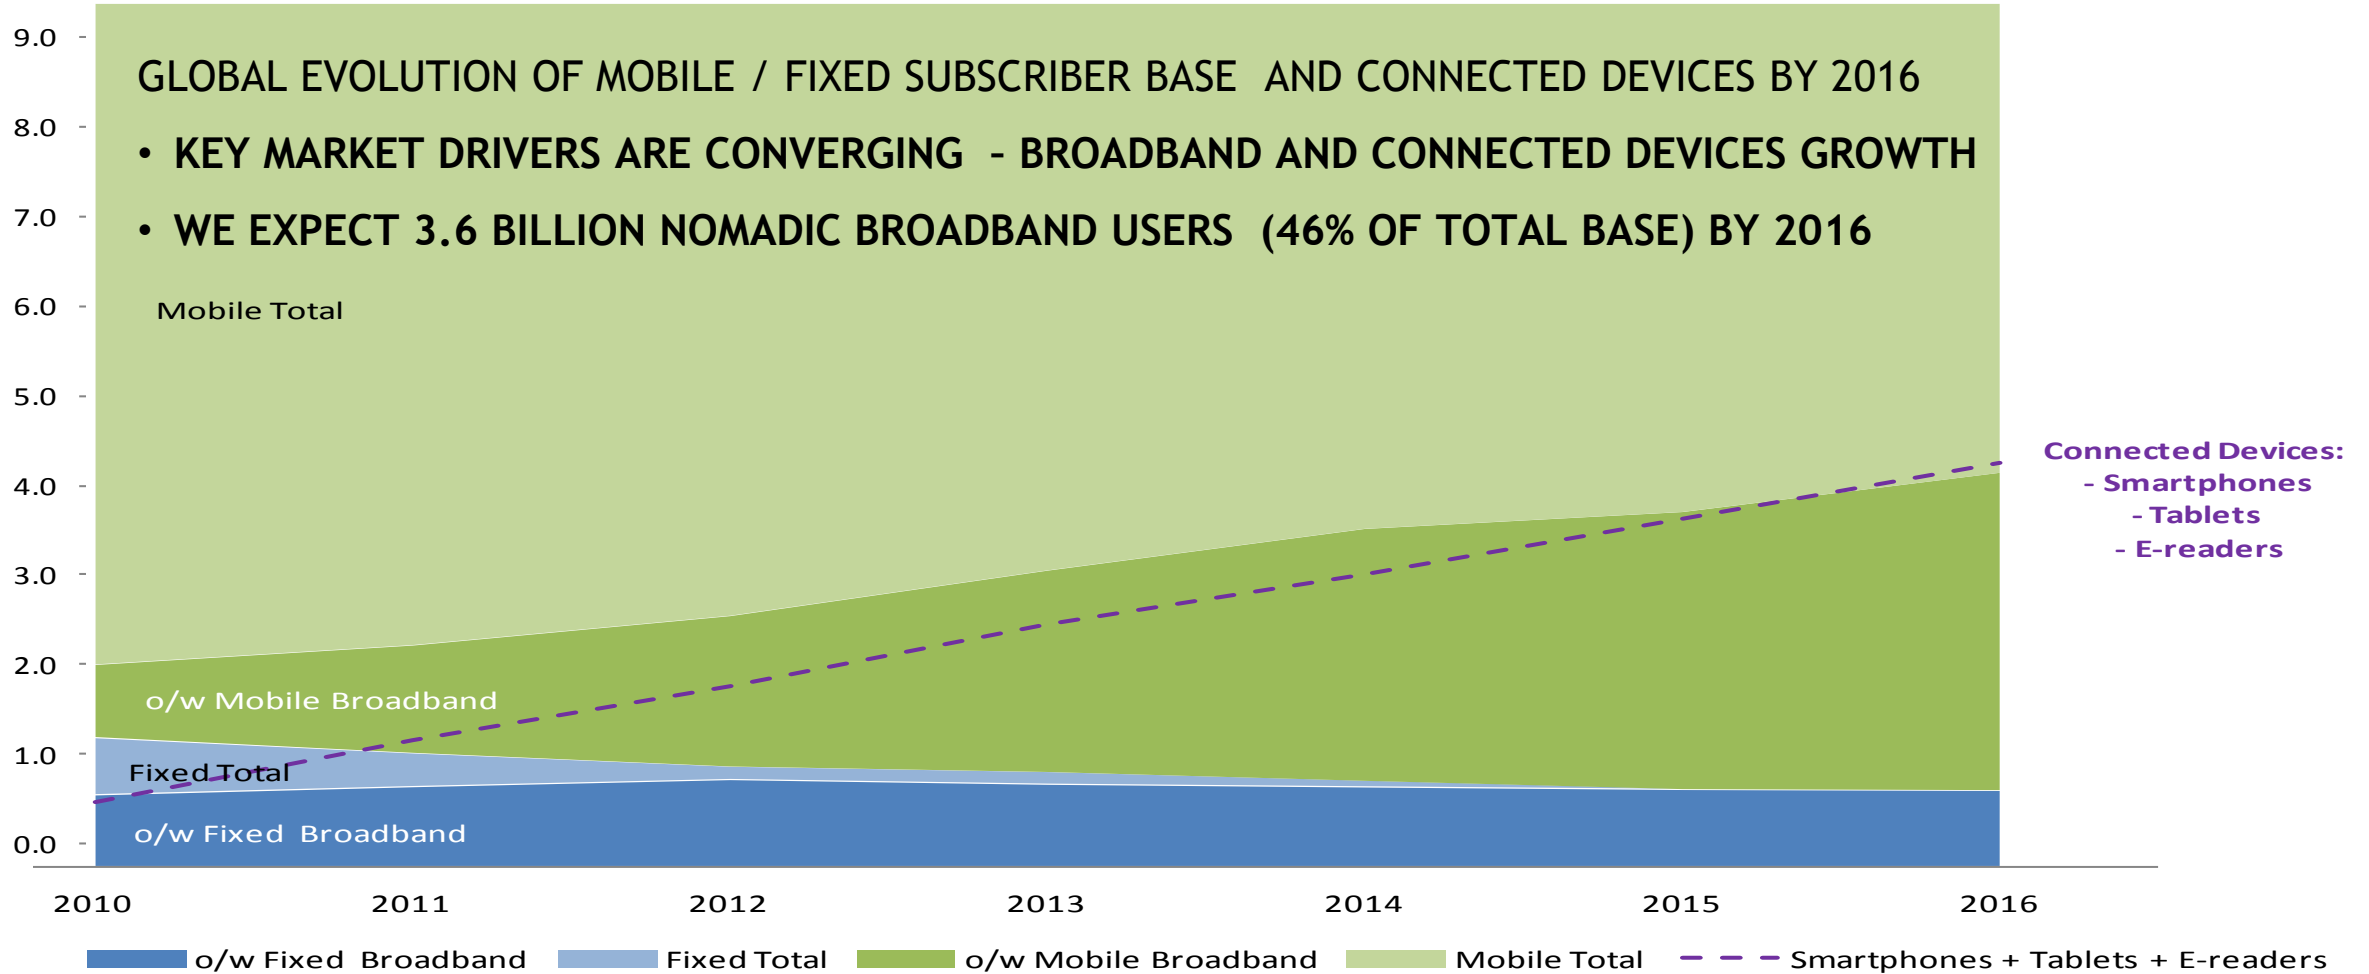 9.0
GLOBAL EVOLUTION OF MOBILE / FIXED SUBSCRIBER BASE AND CONNECTED DEVICES BY 2016
8.0
• KEY MARKET DRIVERS ARE CONVERGING - BROADBAND AND CONNECTED DEVICES GROWTH
7.0
• WE EXPECT 3.6 BILLION NOMADIC BROADBAND USERS (46% OF TOTAL BASE) BY 2016
6.0
Mobile Total
5.0
Connected Devices:
- Smartphones
- Tablets
- E-readers
4.0
3.0
2.0
o/w Mobile Broadband
1.0
Fixed Total
o/w Fixed Broadband
0.0
2010 2011 2012 2013 2014 2015 2016
o/w Fixed Broadband Fixed Total o/w Mobile Broadband Mobile Total Smartphones + Tablets + E-readers